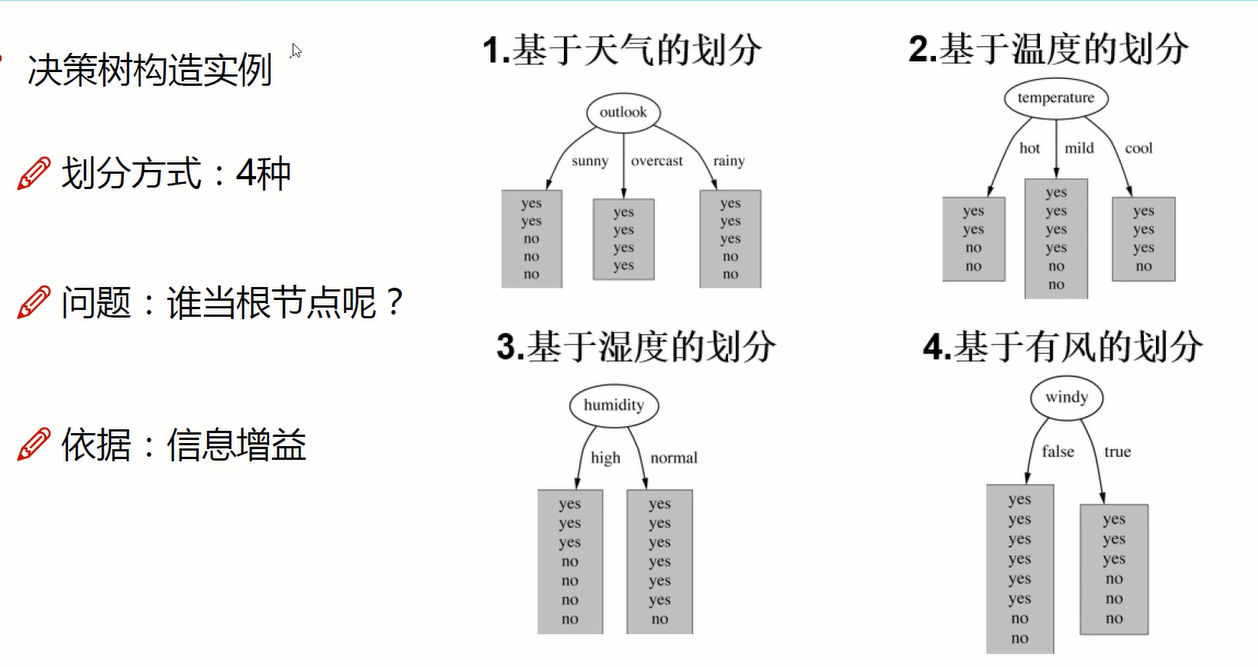 决策树构造实例
划分方式：4种
问题：谁当根节点呢？
依据：信息增益
1.基于天气的划分
outlook
sunny overcast rainy
yes yes no no no
yes yes yes yes
yes yes yes no no
2.基于温度的划分
temperature
hot mild cool
yes yes no no
yes yes yes yes no no
yes yes yes no
3.基于湿度的划分
humidity
high normal
yes yes yes no no no no
yes yes yes yes yes yes no
4.基于有风的划分
windy
false true
yes yes yes yes yes yes no no
yes yes yes no no no